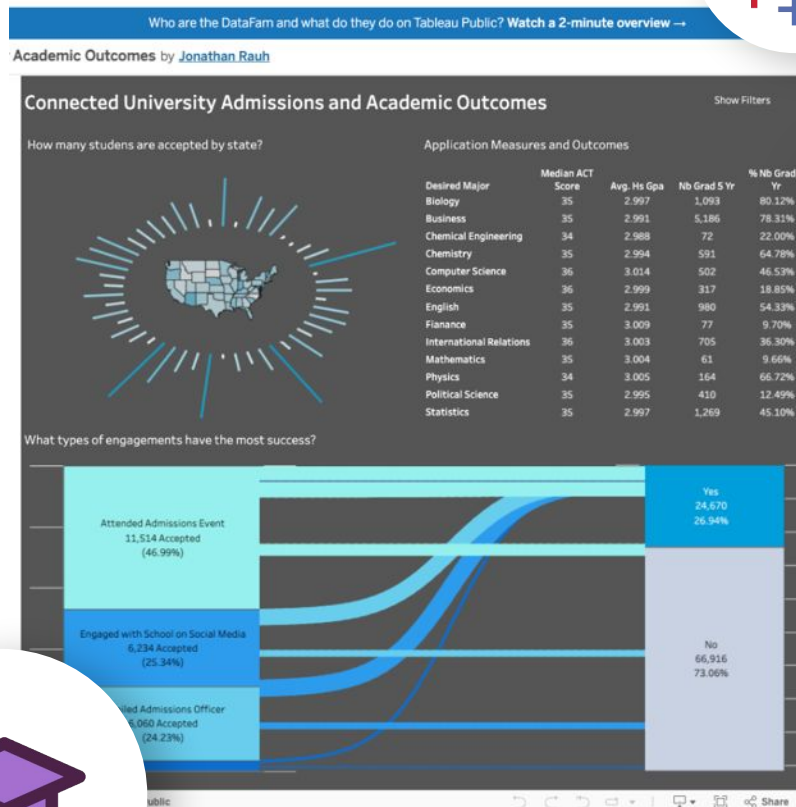 Who are the DataFam and what do they do on Tableau Public? Watch a 2-minute overview →
Academic Outcomes by Jonathan Rauh
Connected University Admissions and Academic Outcomes
Show Filters
How many studens are accepted by state?
Application Measures and Outcomes
Desired Major Median ACT Score Avg. Hs Gpa Nb Grad 5 Yr % Nb Grad Yr
Biology 35 2.997 1,093 80.12%
Business 35 2.991 5,186 78.31%
Chemical Engineering 34 2.988 72 22.00%
Chemistry 35 2.994 591 64.78%
Computer Science 36 3.014 502 46.53%
Economics 36 2.999 317 18.85%
English 35 2.991 980 54.33%
Fianance 35 3.009 77 9.70%
International Relations 36 3.003 705 36.30%
Mathematics 35 3.004 61 9.66%
Physics 34 3.005 164 66.72%
Political Science 35 2.995 410 12.49%
Statistics 35 2.997 1,269 45.10%
What types of engagements have the most success?
Attended Admissions Event
11,514 Accepted
(46.99%)
Engaged with School on Social Media
6,234 Accepted
(25.34%)
Admissions Officer
6,060 Accepted
(24.23%)
Yes
24,670
26.94%
No
66,916
73.06%
Share